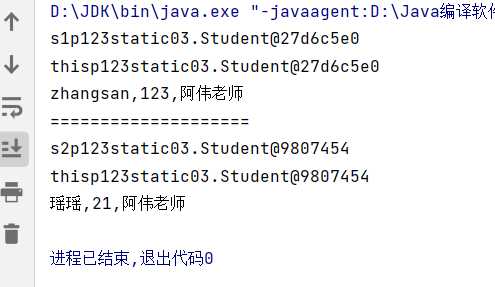 D:\JDK\bin\java.exe "-javaagent:D:\Java编译软件
s1p123static03.Student@27d6c5e0
thisp123static03.Student@27d6c5e0
zhangsan,123,阿伟老师
====================
s2p123static03.Student@9807454
thisp123static03.Student@9807454
瑶瑶,21,阿伟老师
进程已结束,退出代码0